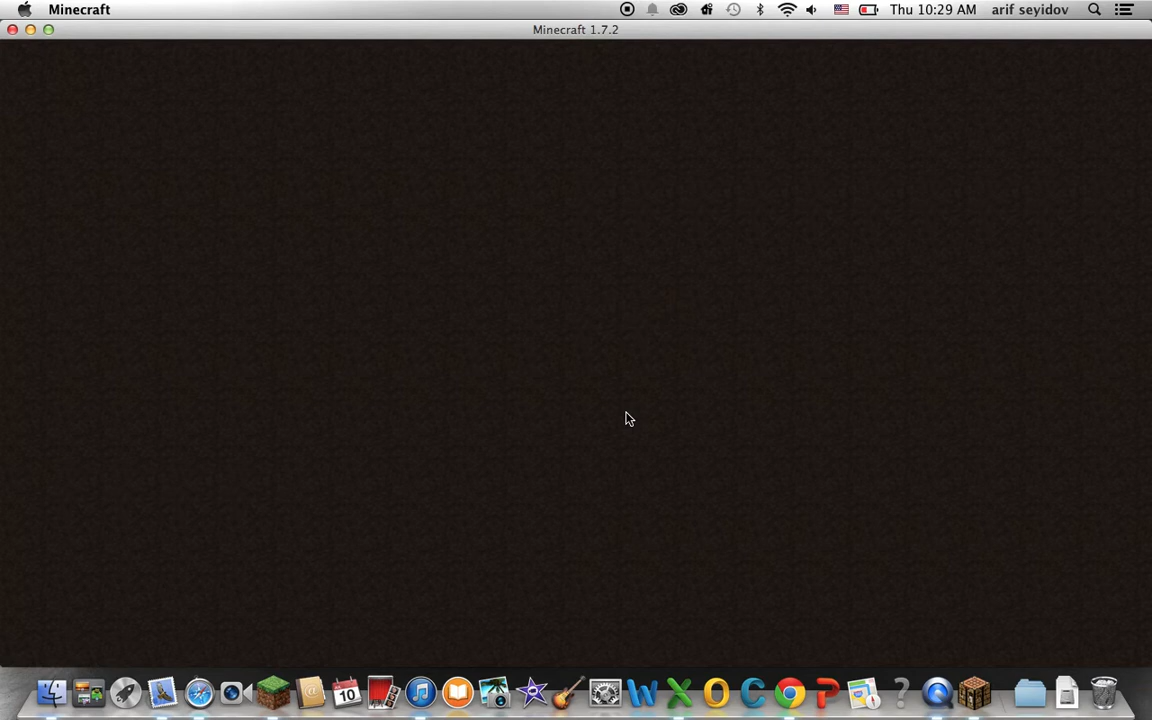 Minecraft
Thu 10:29 AM
arif seyidov
Minecraft 1.7.2
10
@
W
X
O
C
P
?